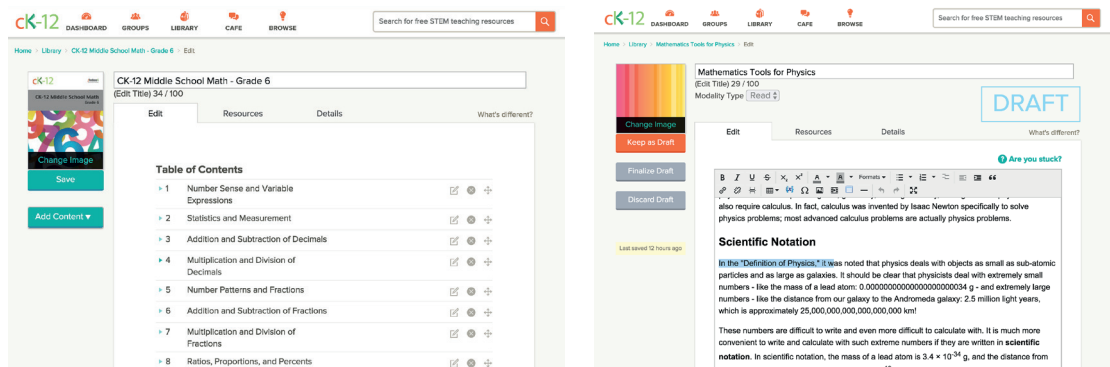 cK-12
DASHBOARD GROUPS LIBRARY CAFE BROWSE
Search for free STEM teaching resources
Home Library CK-12 Middle School Math - Grade 6 Edit
cK-12
CK-12 Middle School Math
Grade 6
Change Image
Save
Add Content
CK-12 Middle School Math - Grade 6
(Edit Title) 34 / 100
Edit Resources Details What's different?
Table of Contents
1 Number Sense and Variable
Expressions
2 Statistics and Measurement
3 Addition and Subtraction of Decimals
4 Multiplication and Division of
Decimals
5 Number Patterns and Fractions
6 Addition and Subtraction of Fractions
7 Multiplication and Division of
Fractions
8 Ratios, Proportions, and Percents
cK-12
DASHBOARD GROUPS LIBRARY CAFE BROWSE
Search for free STEM teaching resources
Home Library Mathematics Tools for Physics Edit
Change Image
Keep as Draft
Finalize Draft
Discard Draft
Last saved 12 hours ago
Mathematics Tools for Physics
(Edit Title) 29 / 100
Modality Type Read
DRAFT
Edit Resources Details What's different?
Are you stuck?
B I U S X, X² A A Formats
also require calculus. In fact, calculus was invented by Isaac Newton specifically to solve
physics problems; most advanced calculus problems are actually physics problems.
Scientific Notation
In the "Definition of Physics," it was noted that physics deals with objects as small as sub-atomic
particles and as large as galaxies. It should be clear that physicists deal with extremely small
numbers - like the mass of a lead atom: 0.0000000000000000000000034 g - and extremely large
numbers - like the distance from our galaxy to the Andromeda galaxy: 2.5 million light years,
which is approximately 25,000,000,000,000,000,000 km!
These numbers are difficult to write and even more difficult to calculate with. It is much more
convenient to write and calculate with such extreme numbers if they are written in scientific
notation. In scientific notation, the mass of a lead atom is 3.4 × 10⁻³⁴ g, and the distance from